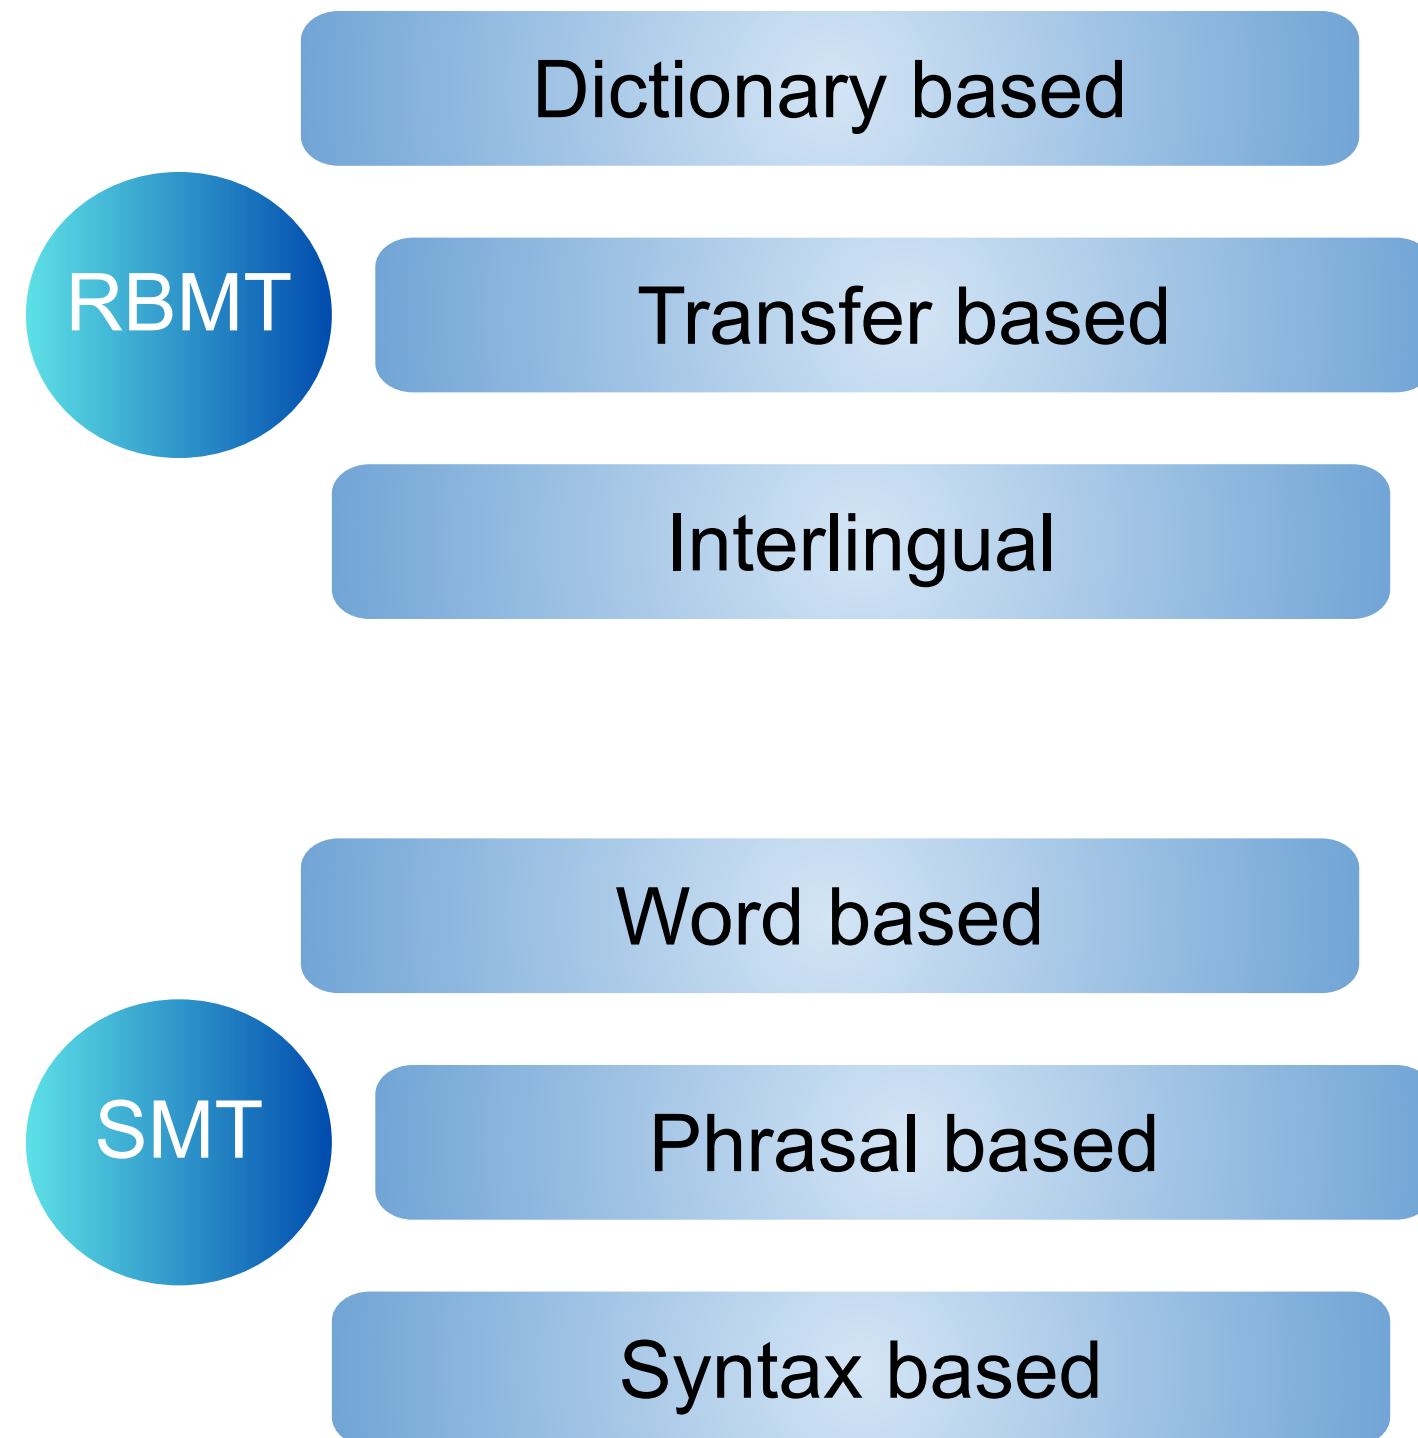 Dictionary based
RBMT
Transfer based
Interlingual
Word based
SMT
Phrasal based
Syntax based